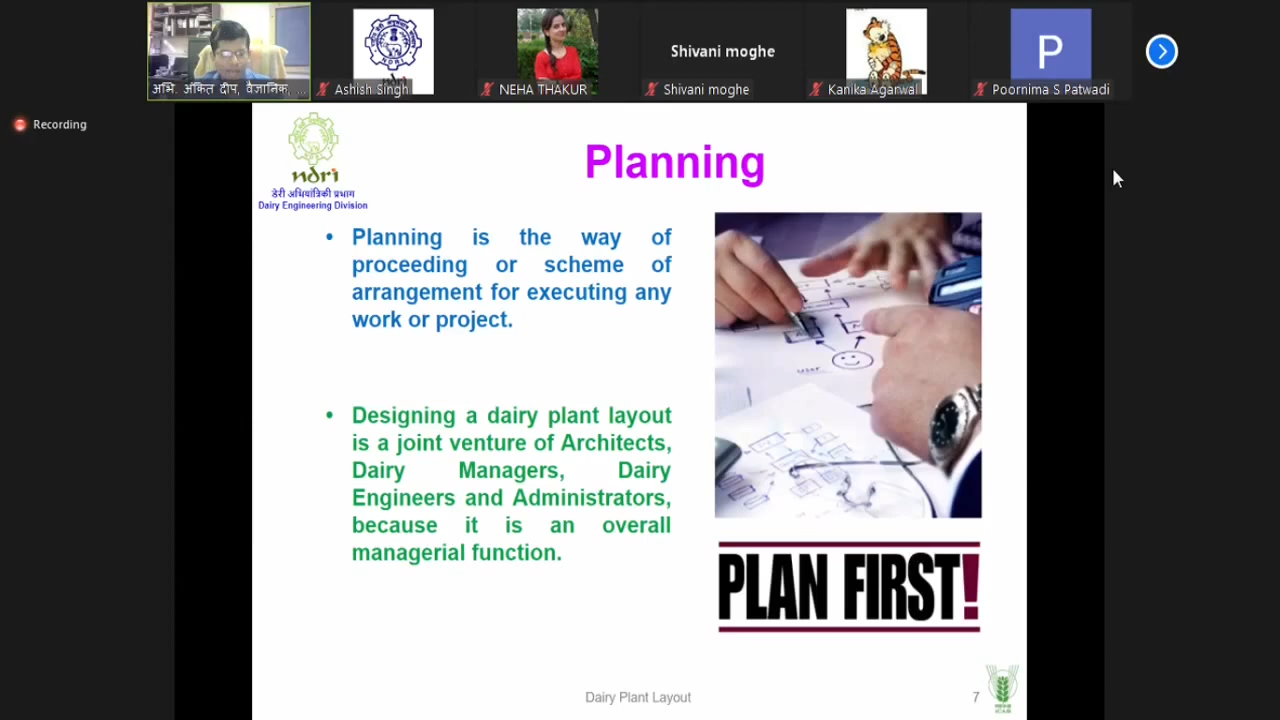 Shivani moghe
P
अभि. अंकित दीप, वैज्ञानिक, ...
Ashish Singh
NEHA THAKUR
Shivani moghe
Kanika Agarwal
Poornima S Patwadi
Recording
ndri
डेरी अभियांत्रिकी प्रभाग
Dairy Engineering Division
Planning
• Planning is the way of
proceeding or scheme of
arrangement for executing any
work or project.
• Designing a dairy plant layout
is a joint venture of Architects,
Dairy Managers, Dairy
Engineers and Administrators,
because it is an overall
managerial function.
user
PLAN FIRST!
Dairy Plant Layout
7